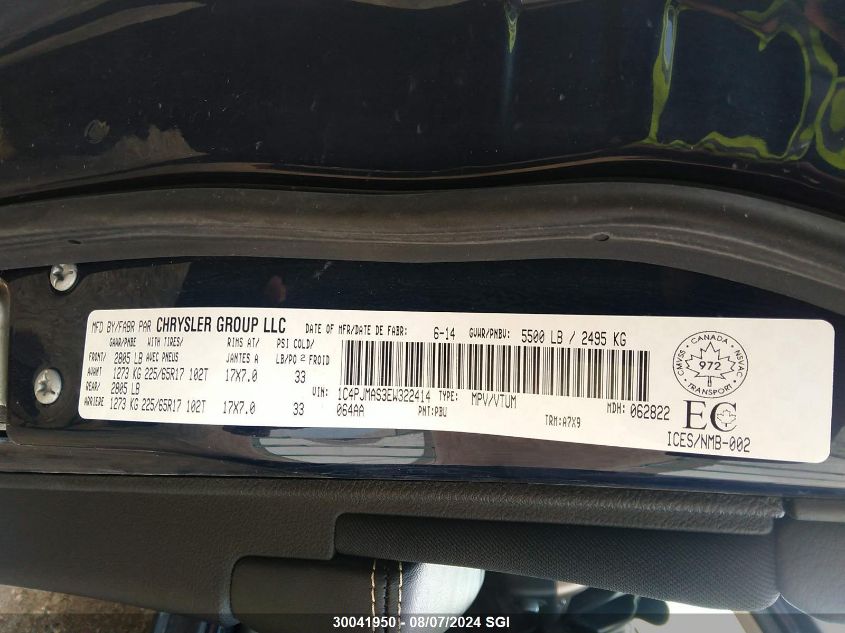 MFD BY/FABR PAR CHRYSLER GROUP LLC DATE OF MFR/DATE DE FABR: 6-14 GVWR/PNBV: 5500 LB / 2495 KG
GAWR/PNBE WITH TIRES/ RIMS AT/ PSI COLD/
FRONT/ 2805 LB AVEC PNEUS JANTES A LB/PO 2 FROID
AVANT 1273 KG 225/65R17 102T 17X7.0 33
REAR/ 2805 LB
ARRIERE 1273 KG 225/65R17 102T 17X7.0 33
VIN: 1C4PJMAS3EW322414 TYPE: MPV/VTUM MDH: 062822
064AA PNT:PBU TRM:A7X9
CMVSS CANADA NSVAC
972
TRANSPORT
EC
ICES/NMB-002
30041950 - 08/07/2024 SGI